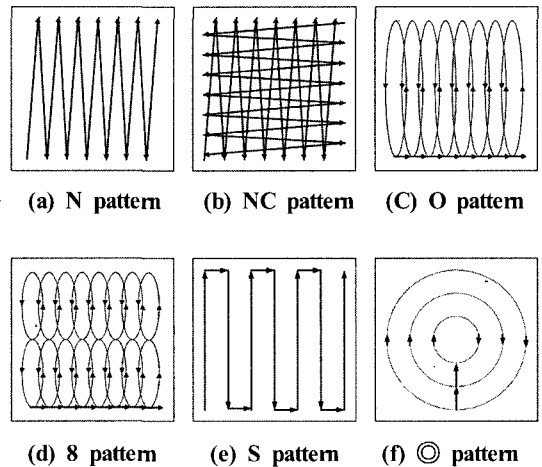 (a) N pattern (b) NC pattern (C) O pattern
(d) 8 pattern (e) S pattern (f) ◎ pattern